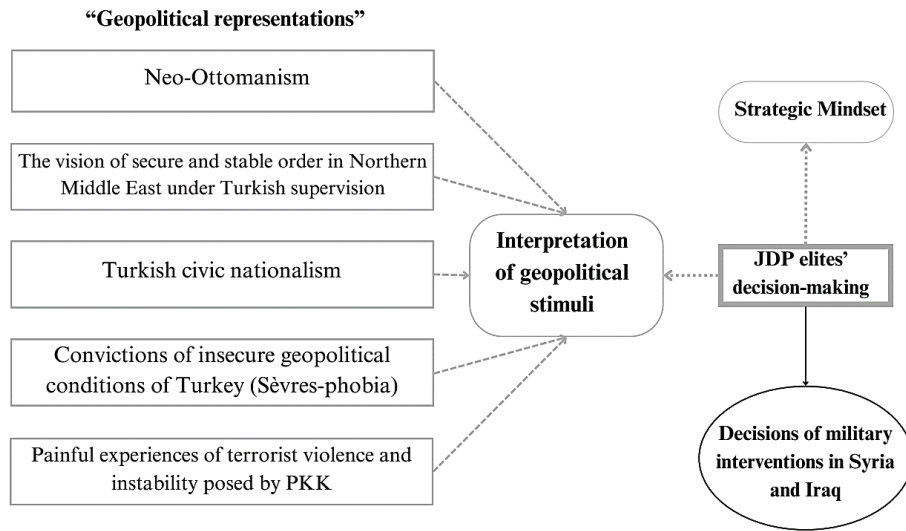 “Geopolitical representations”
Neo-Ottomanism
The vision of secure and stable order in Northern
Middle East under Turkish supervision
Turkish civic nationalism
Convictions of insecure geopolitical
conditions of Turkey (Sèvres-phobia)
Painful experiences of terrorist violence and
instability posed by PKK
Interpretation
of geopolitical
stimuli
Strategic Mindset
JDP elites’
decision-making
Decisions of military
interventions in Syria
and Iraq